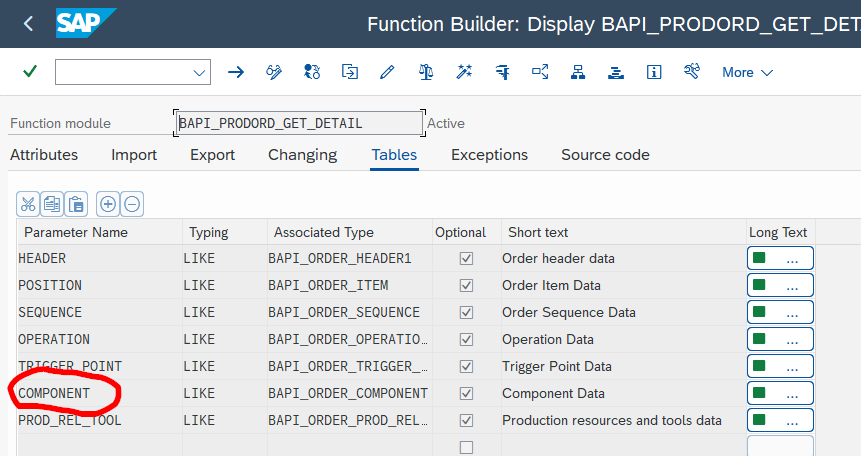 SAP Function Builder: Display BAPI_PRODORD_GET_DET
More
Function module BAPI_PRODORD_GET_DETAIL Active
Attributes Import Export Changing Tables Exceptions Source code
Parameter Name Typing Associated Type Optional Short text Long Text
HEADER LIKE BAPI_ORDER_HEADER1 Order header data ...
POSITION LIKE BAPI_ORDER_ITEM Order Item Data ...
SEQUENCE LIKE BAPI_ORDER_SEQUENCE Order Sequence Data ...
OPERATION LIKE BAPI_ORDER_OPERATIO... Operation Data ...
TRIGGER_POINT LIKE BAPI_ORDER_TRIGGER_... Trigger Point Data ...
COMPONENT LIKE BAPI_ORDER_COMPONENT Component Data ...
PROD_REL_TOOL LIKE BAPI_ORDER_PROD_REL... Production resources and tools data ...